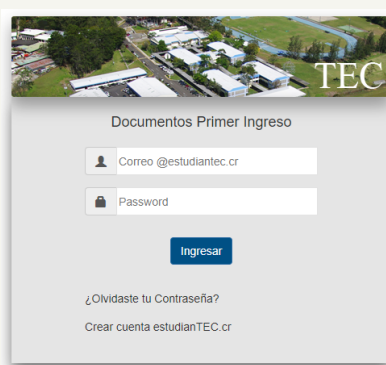 TEC
Documentos Primer Ingreso
Correo @estudiantec.cr
Password
Ingresar
¿Olvidaste tu Contraseña?
Crear cuenta estudianTEC.cr